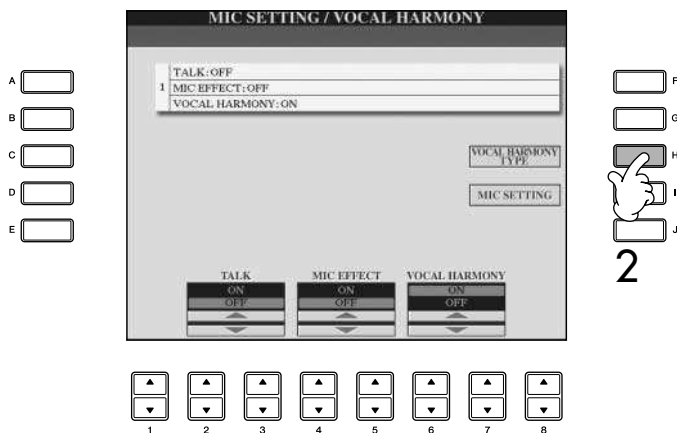 MIC SETTING / VOCAL HARMONY
TALK:OFF
1 MIC EFFECT:OFF
VOCAL HARMONY:ON
A
B
C
D
E
VOCAL HARMONY
TYPE
MIC SETTING
F
G
H
I
J
2
TALK
MIC EFFECT
VOCAL HARMONY
ON
OFF
ON
OFF
ON
OFF
1
2
3
4
5
6
7
8